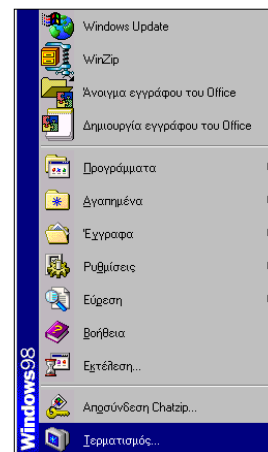 Windows Update
WinZip
Άνοιγμα εγγράφου του Office
Δημιουργία εγγράφου του Office
Προγράμματα
Αγαπημένα
Έγγραφα
Ρυθμίσεις
Εύρεση
Βοήθεια
Εκτέλεση...
Αποσύνδεση Chatzip...
Τερματισμός...
Windows98